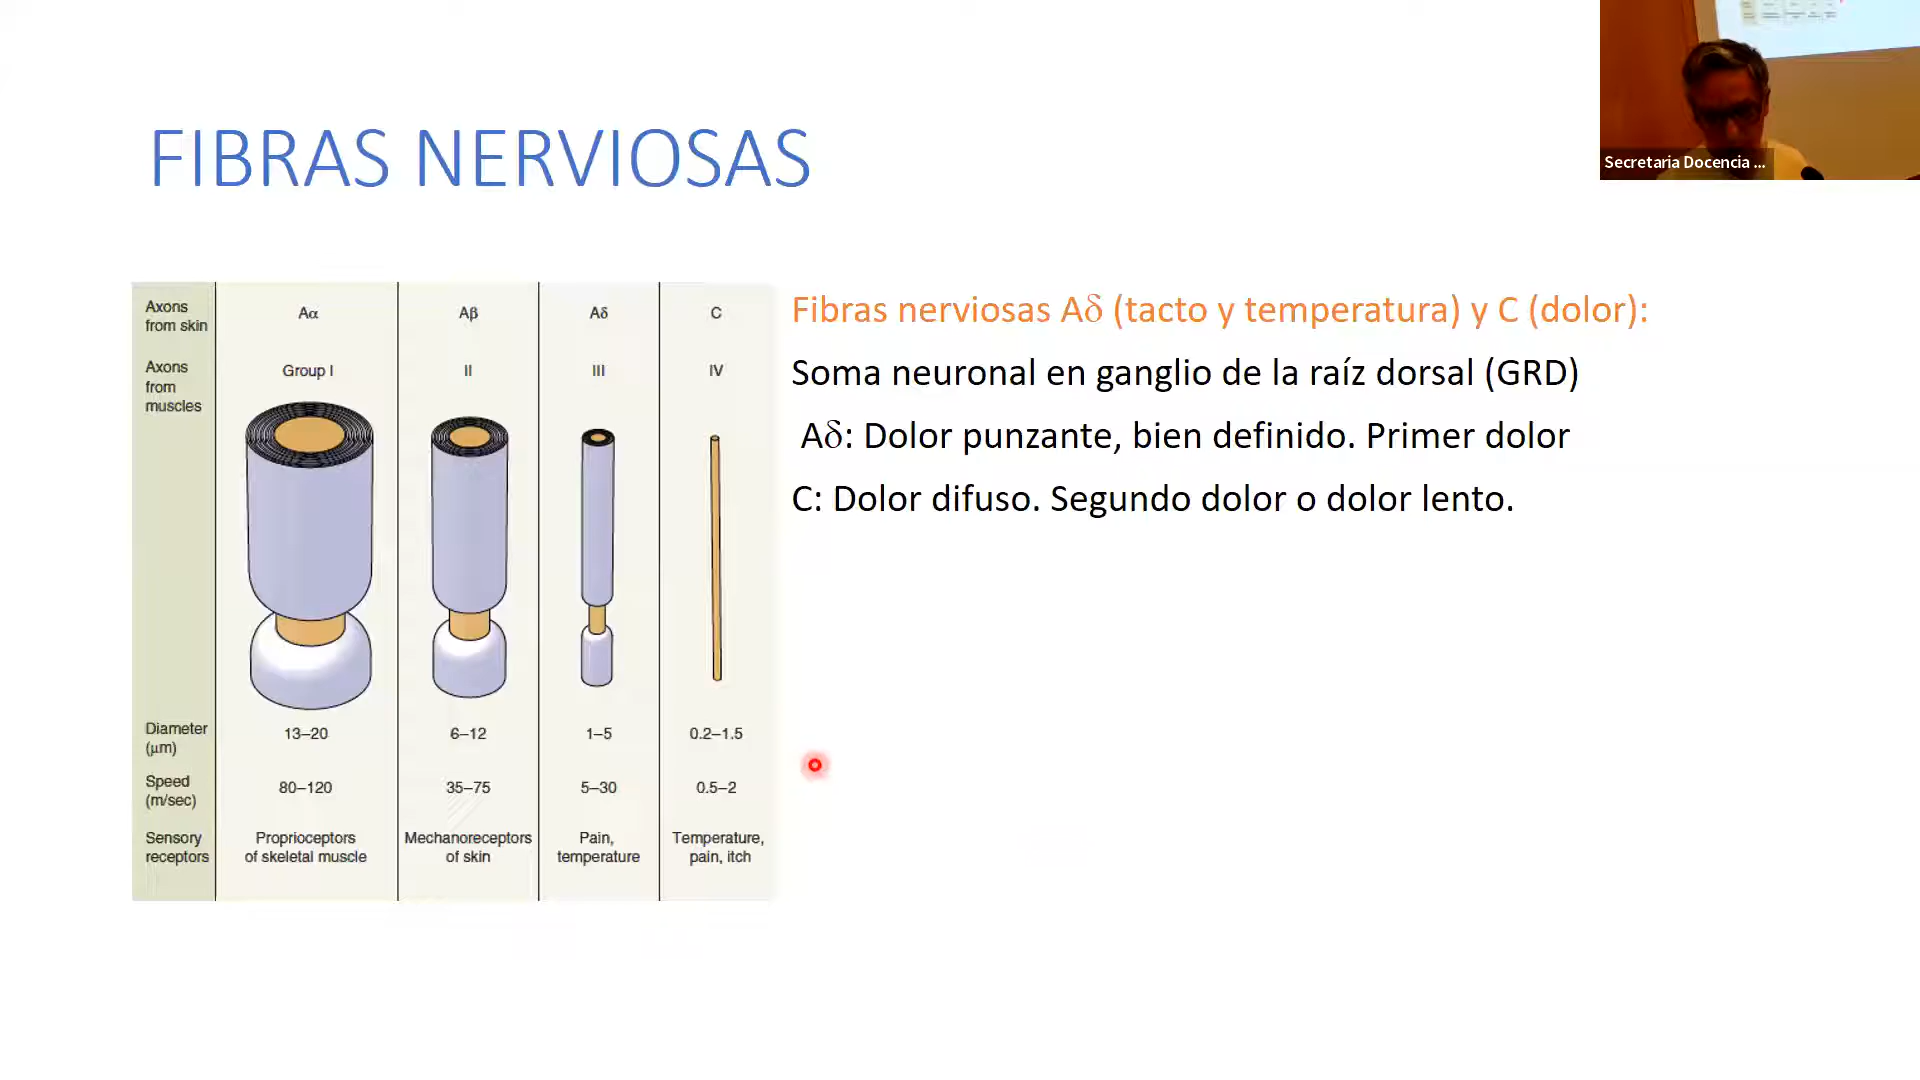 FIBRAS NERVIOSAS
Secretaria Docencia ...
Axons
from skin
Aα
Aβ
Aδ
C
Axons
from
muscles
Group I
II
III
IV
Diameter
(μm)
13–20
6–12
1–5
0.2–1.5
Speed
(m/sec)
80–120
35–75
5–30
0.5–2
Sensory
receptors
Proprioceptors
of skeletal muscle
Mechanoreceptors
of skin
Pain,
temperature
Temperature,
pain, itch
Fibras nerviosas Aδ (tacto y temperatura) y C (dolor):
Soma neuronal en ganglio de la raíz dorsal (GRD)
Aδ: Dolor punzante, bien definido. Primer dolor
C: Dolor difuso. Segundo dolor o dolor lento.